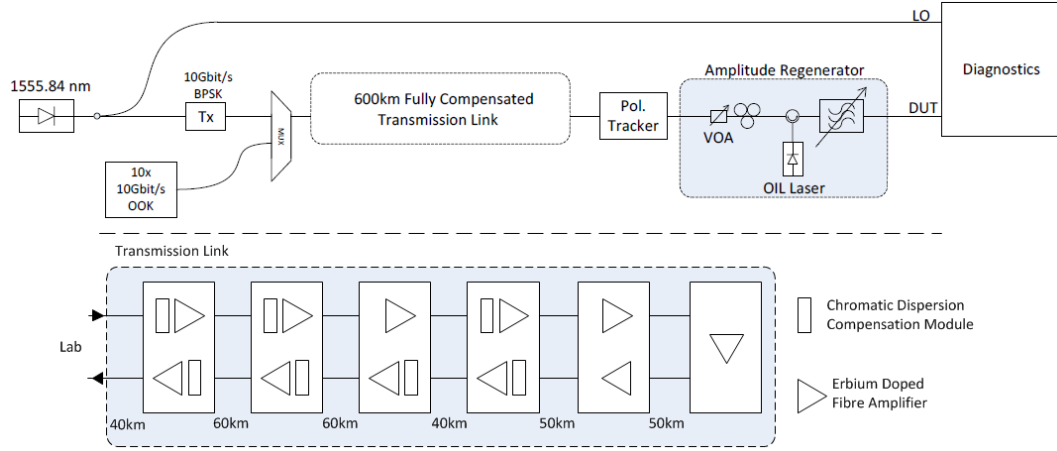 LO
1555.84 nm
10Gbit/s
BPSK
Tx
MUX
10x
10Gbit/s
OOK
600km Fully Compensated
Transmission Link
Pol.
Tracker
Amplitude Regenerator
VOA
OIL Laser
DUT
Diagnostics
Transmission Link
Lab
40km
60km
60km
40km
50km
50km
Chromatic Dispersion
Compensation Module
Erbium Doped
Fibre Amplifier